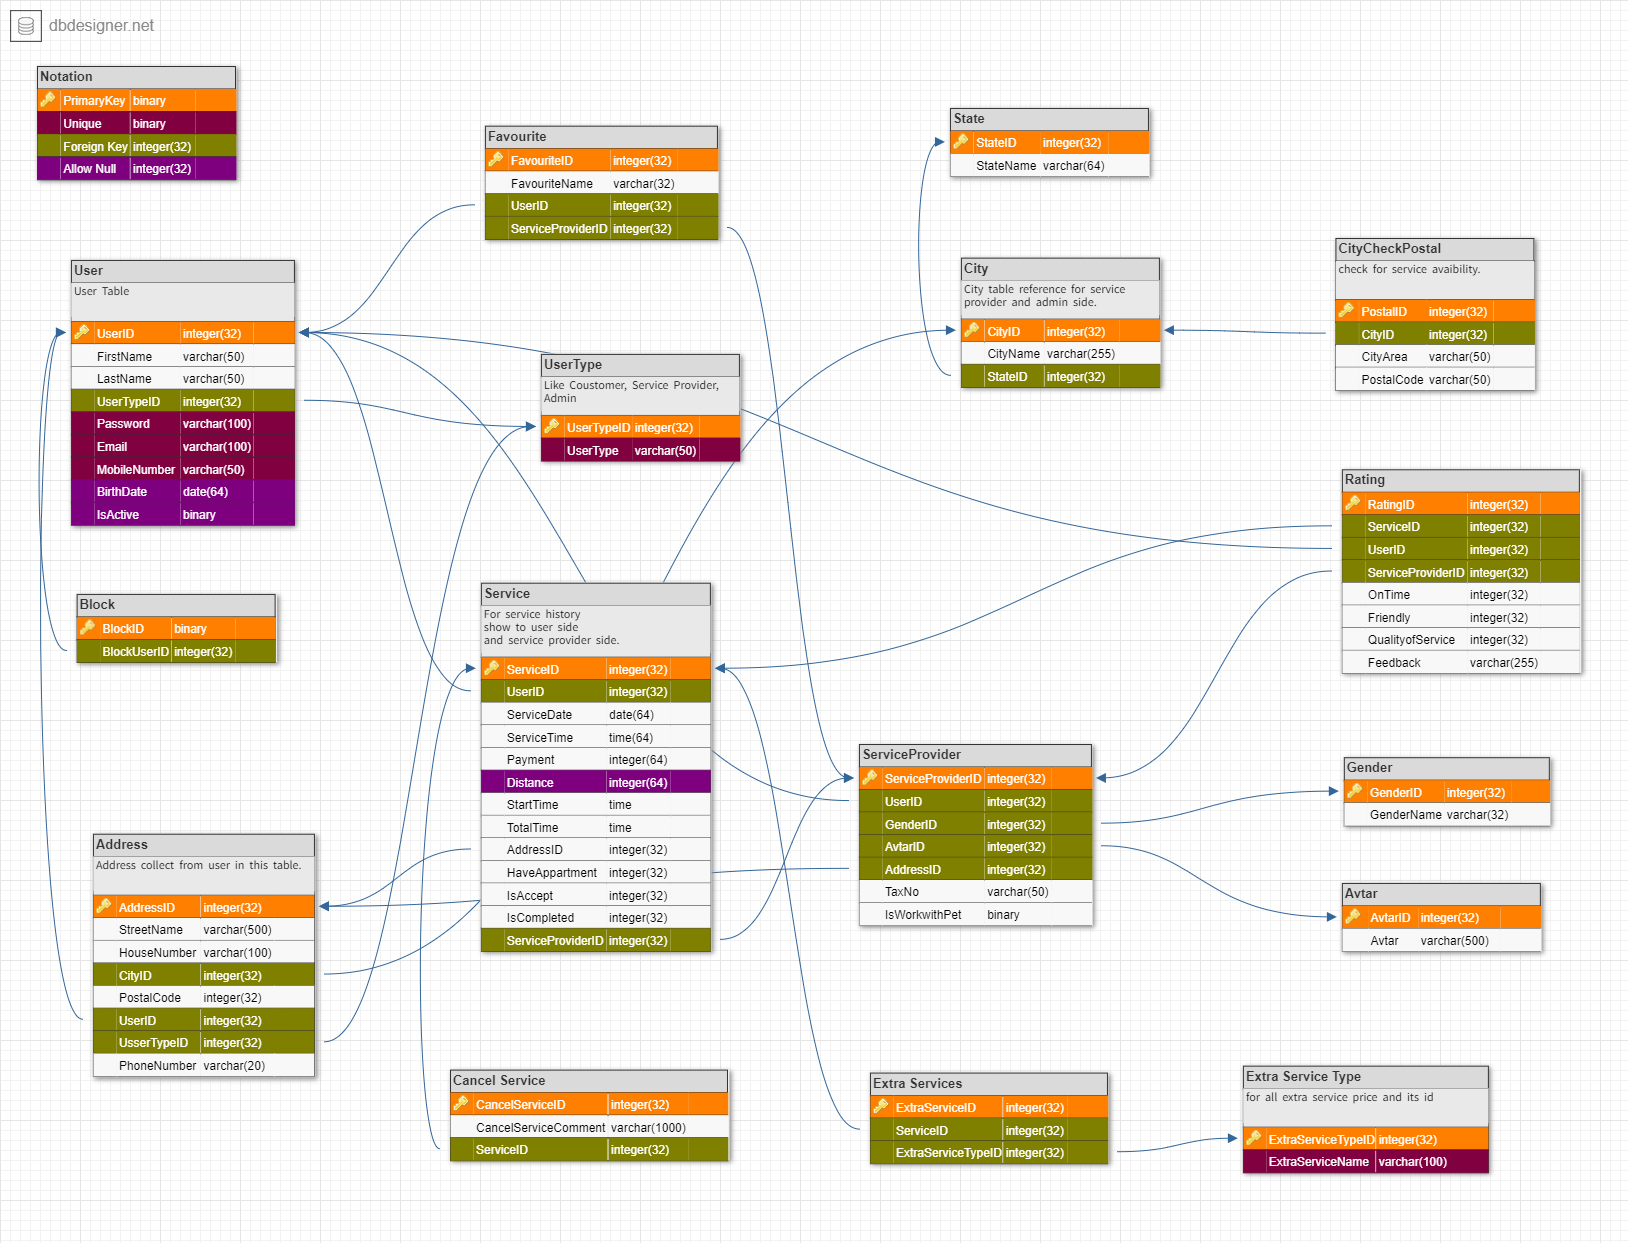 dbdesigner.net
Notation
PrimaryKey binary
Unique binary
Foreign Key integer(32)
Allow Null integer(32)
Favourite
FavouriteID integer(32)
FavouriteName varchar(32)
UserID integer(32)
ServiceProviderID integer(32)
State
StateID integer(32)
StateName varchar(64)
User
User Table
UserID integer(32)
FirstName varchar(50)
LastName varchar(50)
UserTypeID integer(32)
Password varchar(100)
Email varchar(100)
MobileNumber varchar(50)
BirthDate date(64)
IsActive binary
UserType
Like Coustomer, Service Provider,
Admin
UserTypeID integer(32)
UserType varchar(50)
City
City table reference for service
provider and admin side.
CityID integer(32)
CityName varchar(255)
StateID integer(32)
CityCheckPostal
check for service avaibility.
PostalID integer(32)
CityID integer(32)
CityArea varchar(50)
PostalCode varchar(50)
Rating
RatingID integer(32)
ServiceID integer(32)
UserID integer(32)
ServiceProviderID integer(32)
OnTime integer(32)
Friendly integer(32)
QualityofService integer(32)
Feedback varchar(255)
Block
BlockID binary
BlockUserID integer(32)
Service
For service history
show to user side
and service provider side.
ServiceID integer(32)
UserID integer(32)
ServiceDate date(64)
ServiceTime time(64)
Payment integer(64)
Distance integer(64)
StartTime time
TotalTime time
AddressID integer(32)
HaveAppartment integer(32)
IsAccept integer(32)
IsCompleted integer(32)
ServiceProviderID integer(32)
ServiceProvider
ServiceProviderID integer(32)
UserID integer(32)
GenderID integer(32)
AvtarID integer(32)
AddressID integer(32)
TaxNo varchar(50)
IsWorkwithPet binary
Gender
GenderID integer(32)
GenderName varchar(32)
Avtar
AvtarID integer(32)
Avtar varchar(500)
Address
Address collect from user in this table.
AddressID integer(32)
StreetName varchar(500)
HouseNumber varchar(100)
CityID integer(32)
PostalCode integer(32)
UserID integer(32)
UsserTypeID integer(32)
PhoneNumber varchar(20)
Cancel Service
CancelServiceID integer(32)
CancelServiceComment varchar(1000)
ServiceID integer(32)
Extra Services
ExtraServiceID integer(32)
ServiceID integer(32)
ExtraServiceTypeID integer(32)
Extra Service Type
for all extra service price and its id
ExtraServiceTypeID integer(32)
ExtraServiceName varchar(100)